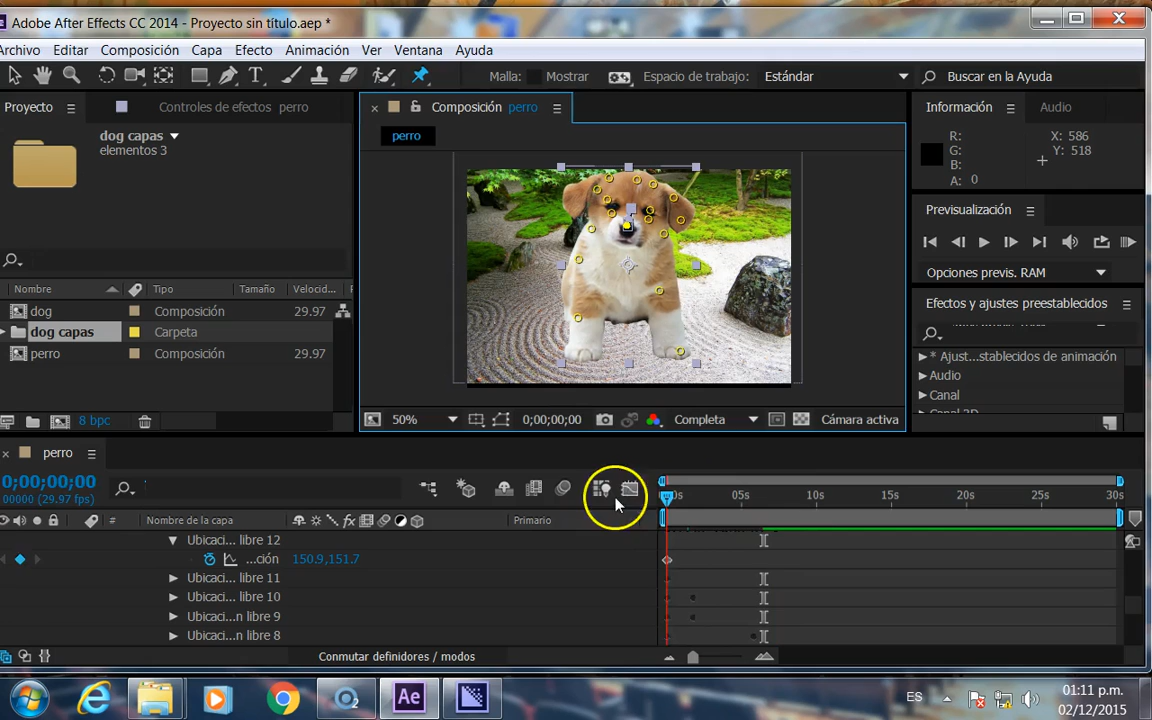 Adobe After Effects CC 2014 - Proyecto sin título.aep *
Archivo Editar Composición Capa Efecto Animación Ver Ventana Ayuda
T Malla: Mostrar Espacio de trabajo: Estándar Buscar en la Ayuda
Proyecto Controles de efectos perro Composición perro Información Audio
dog capas
elementos 3
perro
R:
G:
B:
A: 0
X: 586
Y: 518
Previsualización
Opciones previs. RAM
Nombre Tipo Tamaño Velocid...
dog Composición 29.97
dog capas Carpeta
perro Composición 29.97
Efectos y ajustes preestablecidos
* Ajust...stablecidos de animación
Audio
Canal
8 bpc
50% 0;00;00;00 Completa Cámara activa
perro
0;00;00;00
00000 (29.97 fps)
05s 10s 15s 20s 25s 30s
# Nombre de la capa fx Primario
Ubicaci... libre 12
...ción 150.9,151.7
Ubicaci... libre 11
Ubicaci... libre 10
Ubicaci...n libre 9
Ubicaci...n libre 8
Conmutar definidores / modos
Ae
ES 01:11 p.m.
02/12/2015